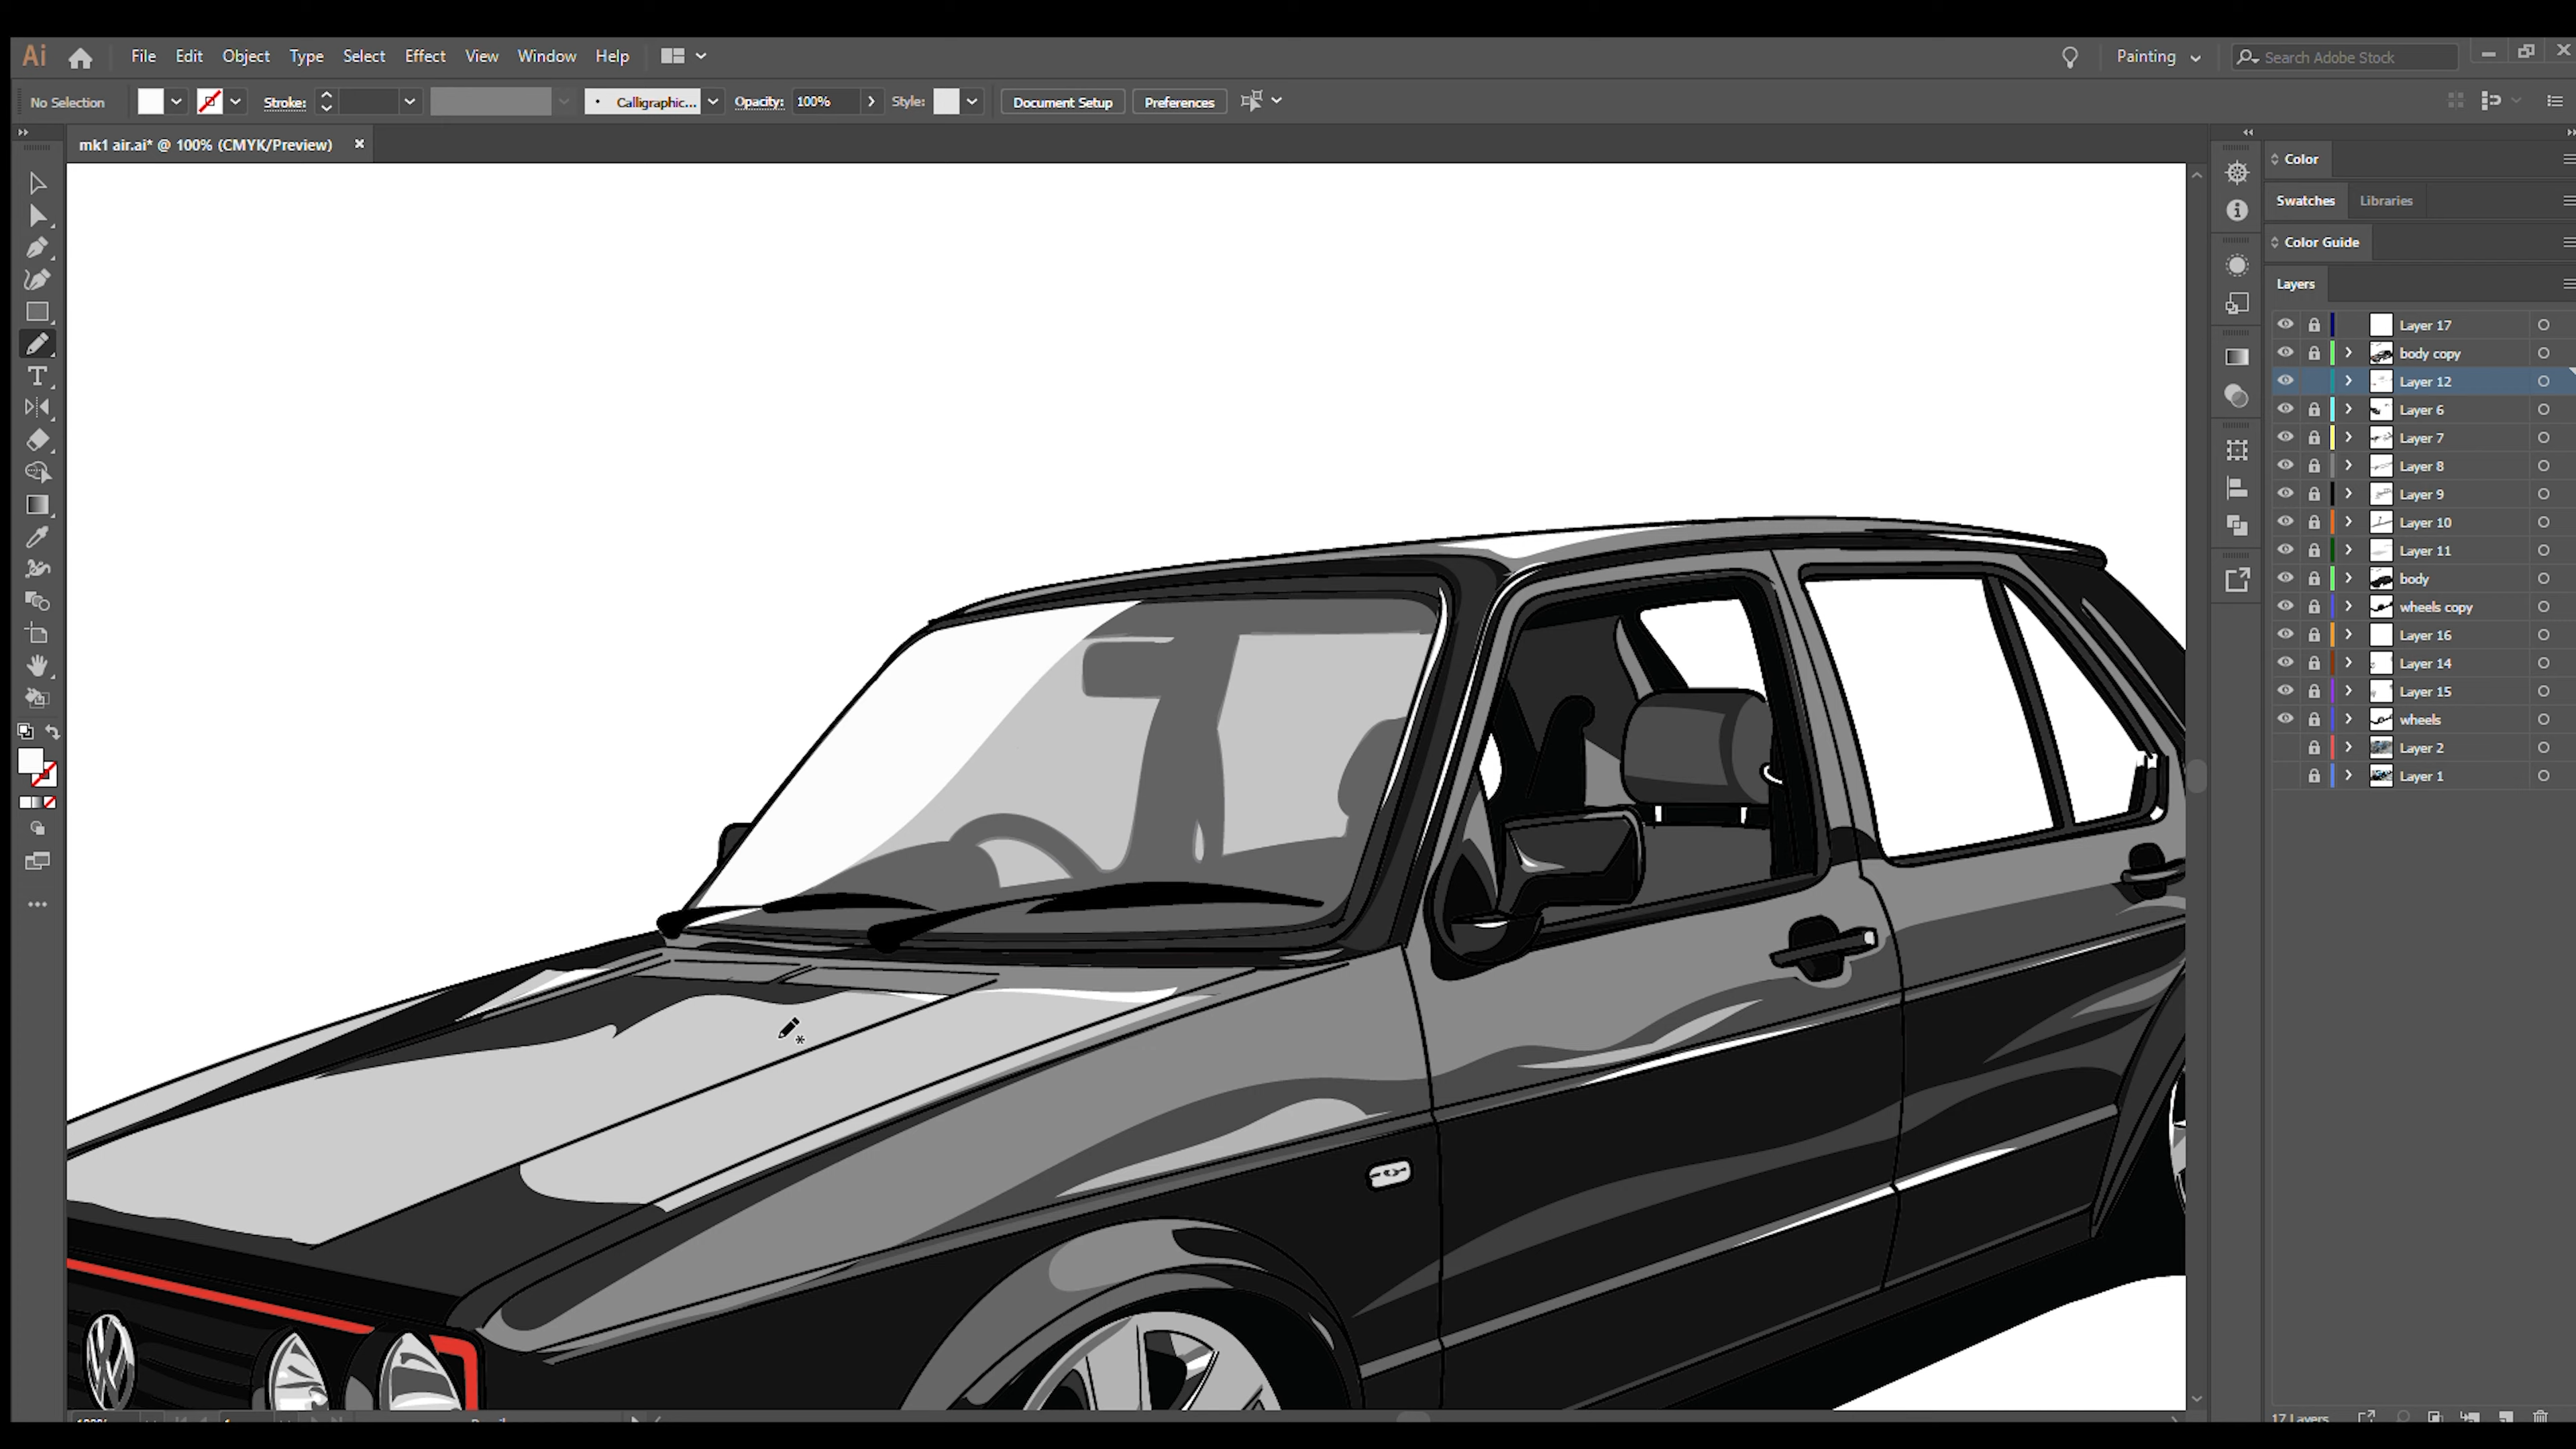 Ai File Edit Object Type Select Effect View Window Help Painting Search Adobe Stock
No Selection Stroke: Calligraphic... Opacity: 100% Style: Document Setup Preferences
mk1 air.ai* @ 100% (CMYK/Preview)
Color
Swatches Libraries
Color Guide
Layers
Layer 17
body copy
Layer 12
Layer 6
Layer 7
Layer 8
Layer 9
Layer 10
Layer 11
body
wheels copy
Layer 16
Layer 14
Layer 15
wheels
Layer 2
Layer 1
17 Layers